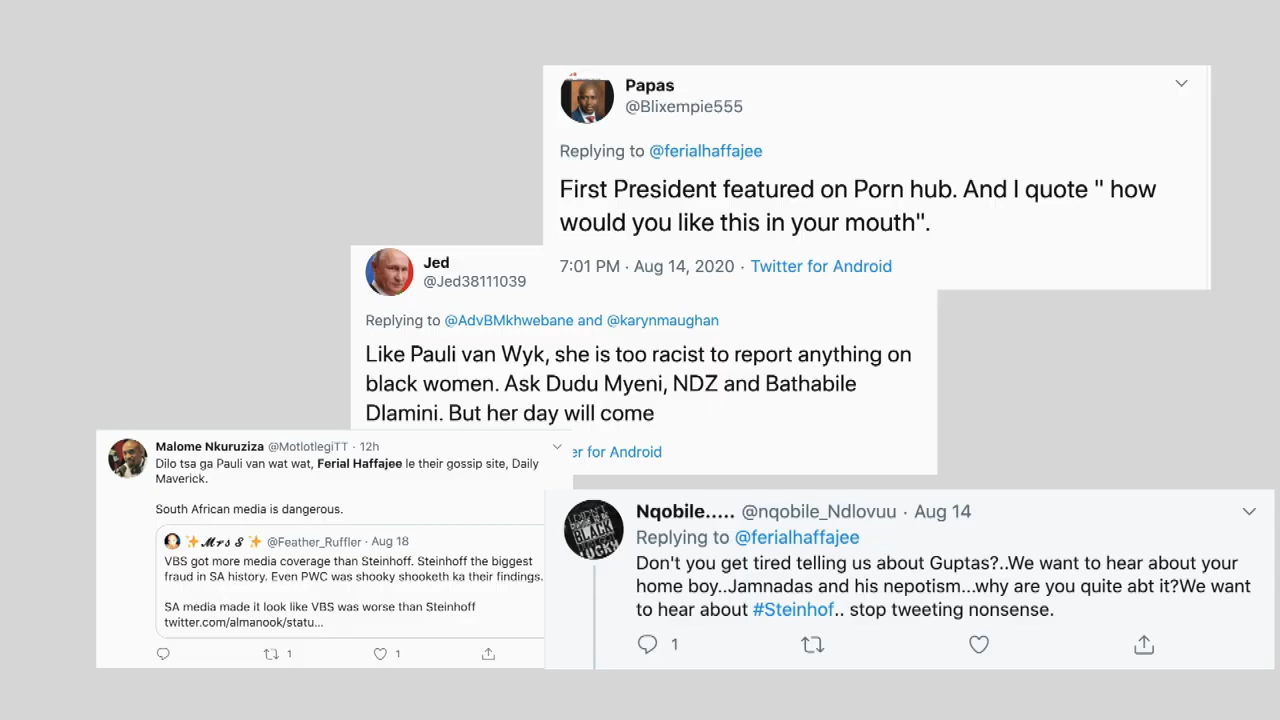 Papas
@Blixempie555
Replying to @ferialhaffajee
First President featured on Porn hub. And I quote " how
would you like this in your mouth".
7:01 PM · Aug 14, 2020 · Twitter for Android
Jed
@Jed38111039
Replying to @AdvBMkhwebane and @karynmaughan
Like Pauli van Wyk, she is too racist to report anything on
black women. Ask Dudu Myeni, NDZ and Bathabile
Dlamini. But her day will come
er for Android
Malome Nkuruziza @MotlotlegiTT · 12h
Dilo tsa ga Pauli van wat wat, Ferial Haffajee le their gossip site, Daily
Maverick.
South African media is dangerous.
✨𝓜𝓻𝓼 𝓢 ✨ @Feather_Ruffler · Aug 18
VBS got more media coverage than Steinhoff. Steinhoff the biggest
fraud in SA history. Even PWC was shooky shooketh ka their findings.
SA media made it look like VBS was worse than Steinhoff
twitter.com/almanook/statu...
1 1
Nqobile..... @nqobile_Ndlovuu · Aug 14
Replying to @ferialhaffajee
Don't you get tired telling us about Guptas?..We want to hear about your
home boy..Jamnadas and his nepotism...why are you quite abt it?We want
to hear about #Steinhof.. stop tweeting nonsense.
1